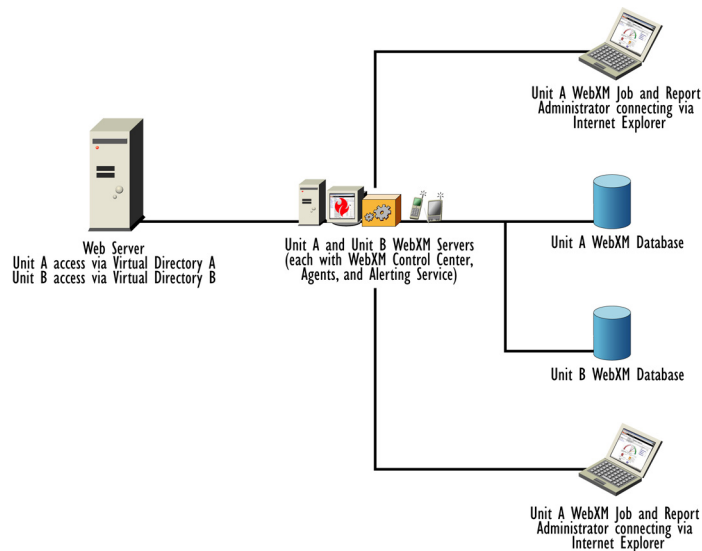 Unit A WebXM Job and Report
Administrator connecting via
Internet Explorer
Web Server
Unit A access via Virtual Directory A
Unit B access via Virtual Directory B
Unit A and Unit B WebXM Servers
(each with WebXM Control Center,
Agents, and Alerting Service)
Unit A WebXM Database
Unit B WebXM Database
Unit A WebXM Job and Report
Administrator connecting via
Internet Explorer